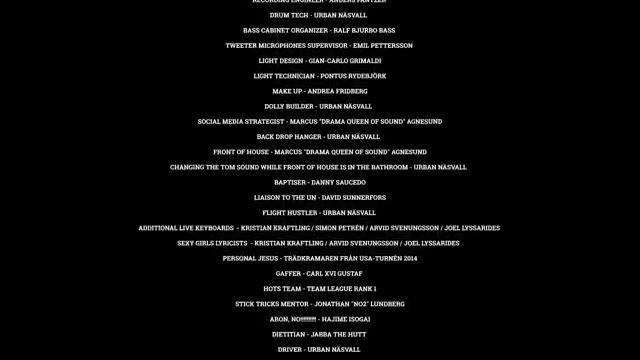 RECORDING ENGINEER - ANDERS PANTZER
DRUM TECH - URBAN NÄSVALL
BASS CABINET ORGANIZER - RALF BJURBO BASS
TWEETER MICROPHONES SUPERVISOR - EMIL PETTERSSON
LIGHT DESIGN - GIAN-CARLO GRIMALDI
LIGHT TECHNICIAN - PONTUS RYDEBJÖRK
MAKE UP - ANDREA FRIDBERG
DOLLY BUILDER - URBAN NÄSVALL
SOCIAL MEDIA STRATEGIST - MARCUS "DRAMA QUEEN OF SOUND" AGNESUND
BACK DROP HANGER - URBAN NÄSVALL
FRONT OF HOUSE - MARCUS "DRAMA QUEEN OF SOUND" AGNESUND
CHANGING THE TOM SOUND WHILE FRONT OF HOUSE IS IN THE BATHROOM - URBAN NÄSVALL
BAPTISER - DANNY SAUCEDO
LIAISON TO THE UN - DAVID SUNNERFORS
FLIGHT HUSTLER - URBAN NÄSVALL
ADDITIONAL LIVE KEYBOARDS - KRISTIAN KRAFTLING / SIMON PETRÉN / ARVID SVENUNGSSON / JOEL LYSSARIDES
SEXY GIRLS LYRICISTS - KRISTIAN KRAFTLING / ARVID SVENUNGSSON / JOEL LYSSARIDES
PERSONAL JESUS - TRÄDKRAMAREN FRÅN USA-TURNÉN 2014
GAFFER - CARL XVI GUSTAF
HOTS TEAM - TEAM LEAGUE RANK 1
STICK TRICKS MENTOR - JONATHAN "NO2" LUNDBERG
ARON, NO!!!!!!!!!! - HAJIME ISOGAI
DIETITIAN - JABBA THE HUTT
DRIVER - URBAN NÄSVALL